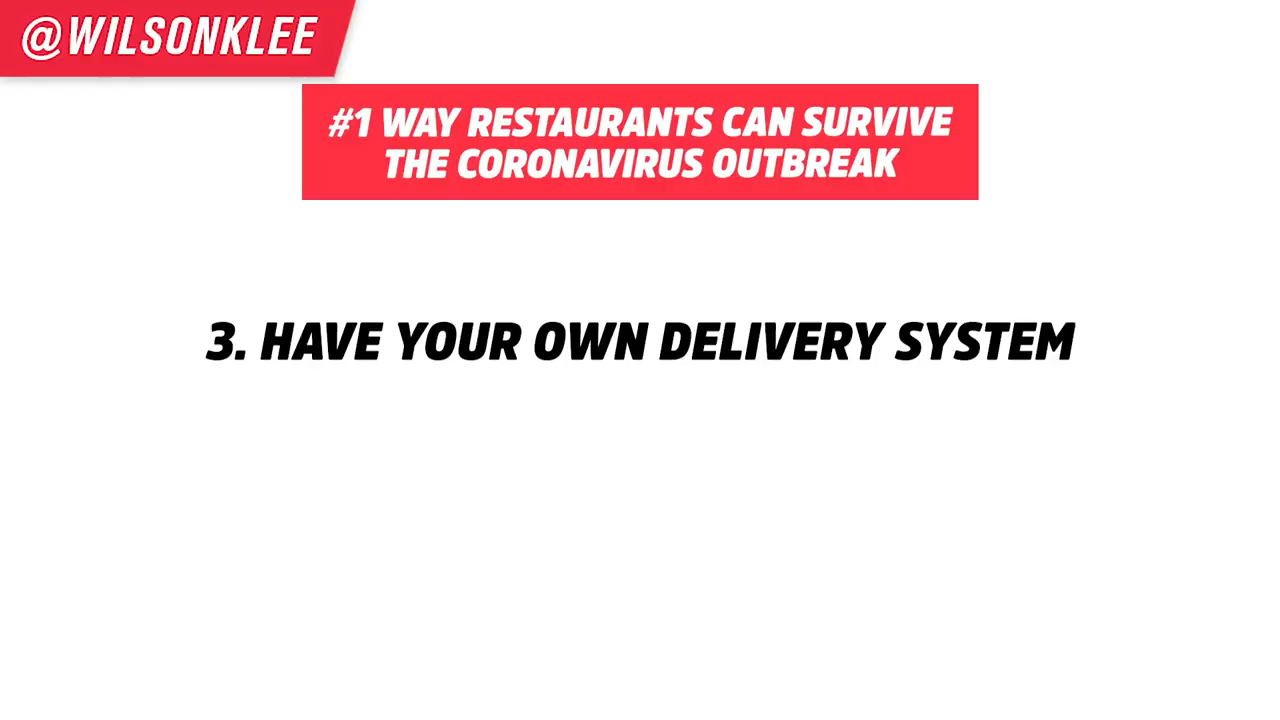 @WILSONKLEE
#1 WAY RESTAURANTS CAN SURVIVE
THE CORONAVIRUS OUTBREAK
3. HAVE YOUR OWN DELIVERY SYSTEM